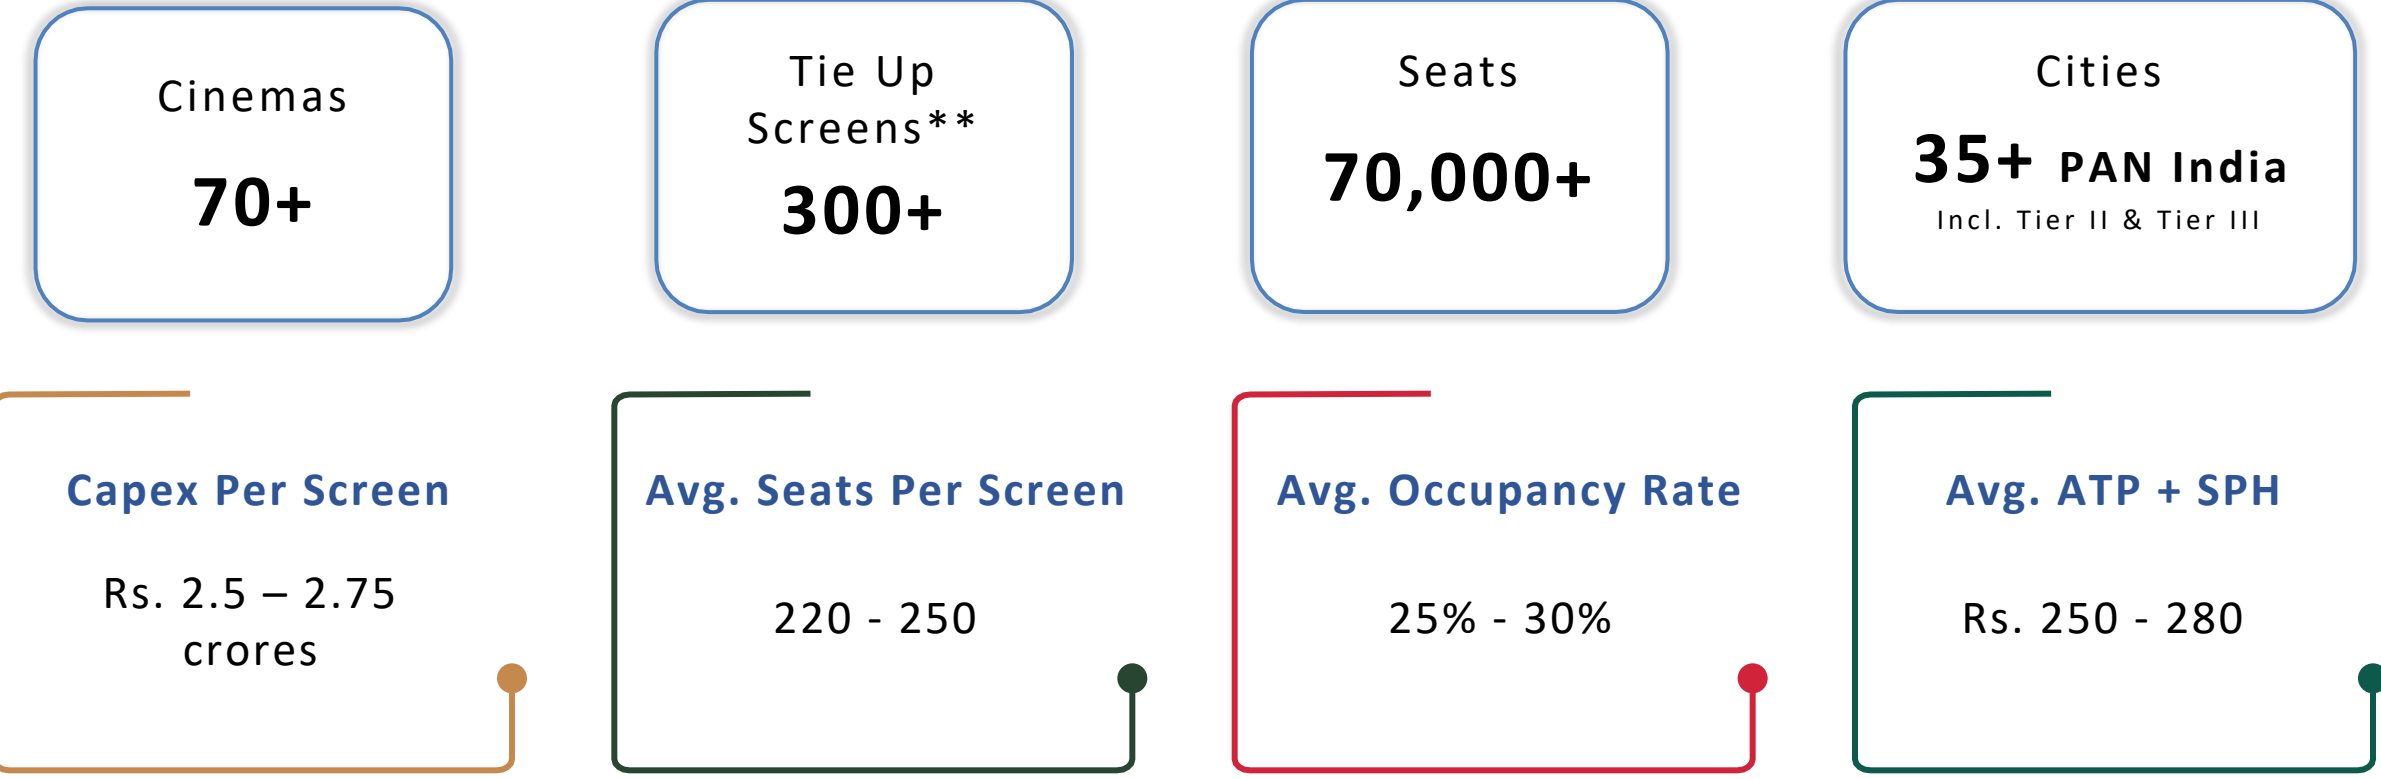 Cinemas
70+
Tie Up
Screens**
300+
Seats
70,000+
Cities
35+ PAN India
Incl. Tier II & Tier III
Capex Per Screen
Rs. 2.5 – 2.75
crores
Avg. Seats Per Screen
220 - 250
Avg. Occupancy Rate
25% - 30%
Avg. ATP + SPH
Rs. 250 - 280